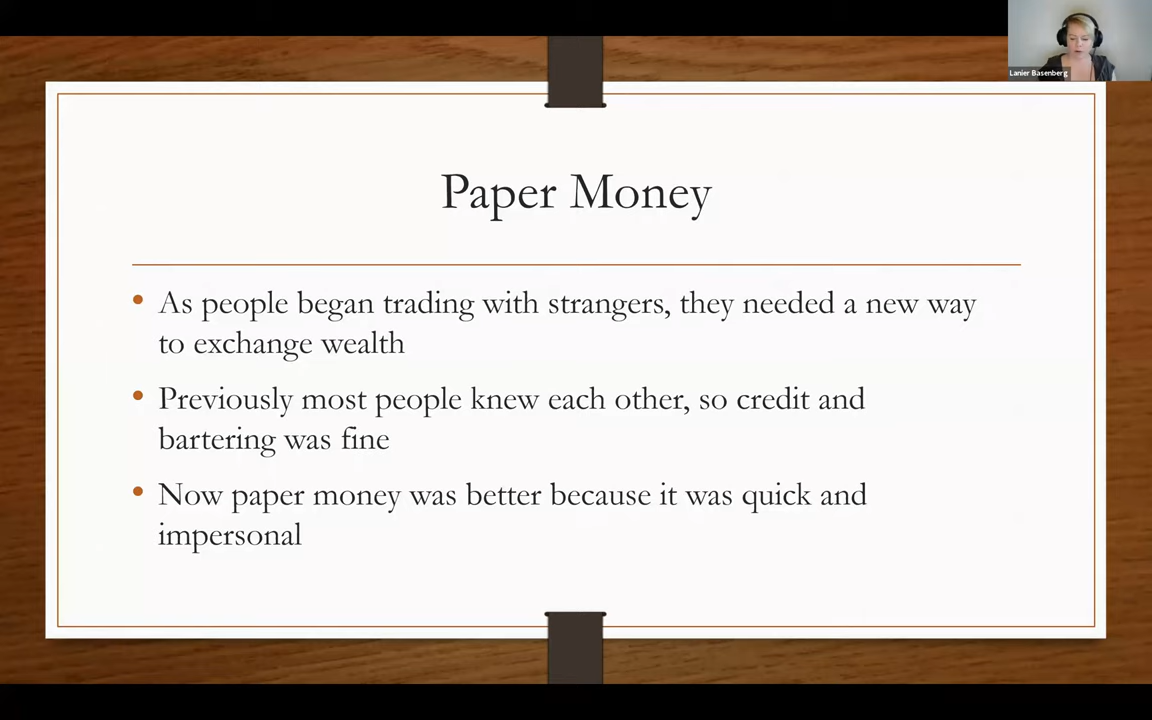 Lanier Basenberg
Paper Money
• As people began trading with strangers, they needed a new way
to exchange wealth
• Previously most people knew each other, so credit and
bartering was fine
• Now paper money was better because it was quick and
impersonal